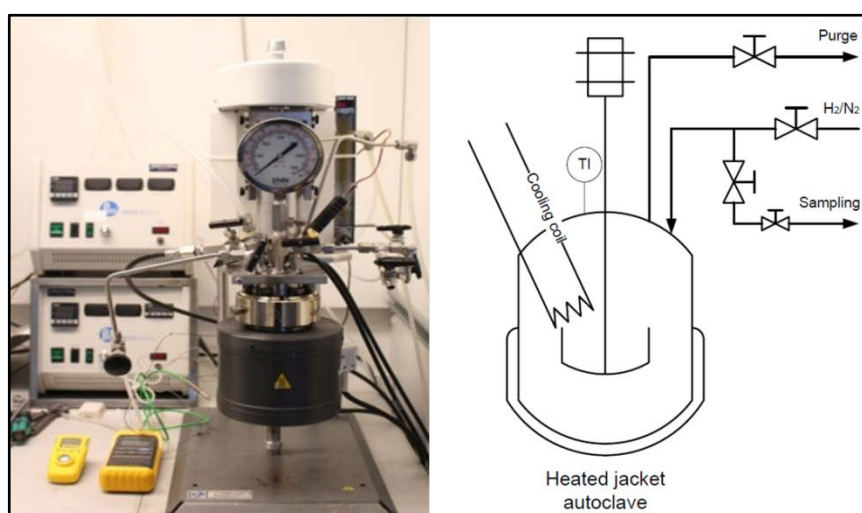 Purge
H2/N2
Sampling
TI
Cooling coil
Heated jacket
autoclave